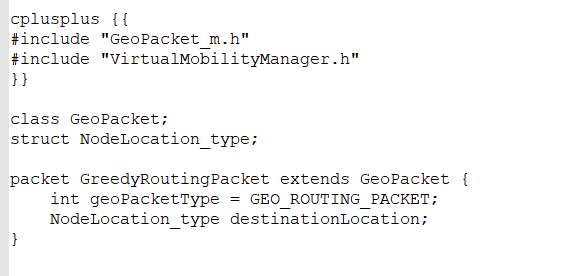 cplusplus {{
#include "GeoPacket_m.h"
#include "VirtualMobilityManager.h"
}}

class GeoPacket;
struct NodeLocation_type;

packet GreedyRoutingPacket extends GeoPacket {
    int geoPacketType = GEO_ROUTING_PACKET;
    NodeLocation_type destinationLocation;
}